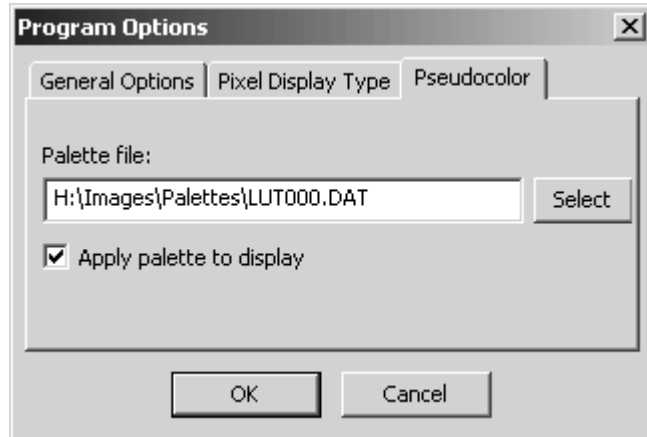 Program Options
General Options Pixel Display Type Pseudocolor
Palette file:
H:\Images\Palettes\LUT000.DAT Select
Apply palette to display
OK Cancel